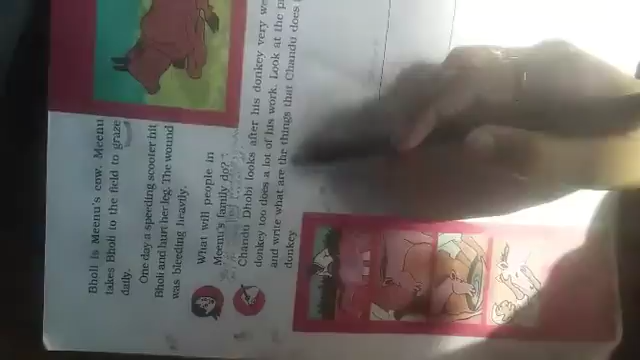 Bholi is Meenu's cow. Meenu
takes Bholi to the field to graze
daily.
One day a speeding scooter hit
Bholi and hurt her leg. The wound
was bleeding heavily.
What will people in
Meenu's family do?
Chandu Dhobi looks after his donkey very
donkey too does a lot of his work. Look at the
and write what are the things that Chandu does
donkey